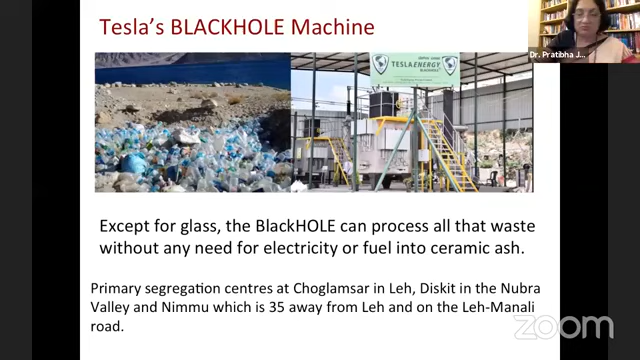 Tesla's BLACKHOLE Machine
Dr. Pratibha J...
TESLAENERGY
Except for glass, the BlackHOLE can process all that waste
without any need for electricity or fuel into ceramic ash.
Primary segregation centres at Choglamsar in Leh, Diskit in the Nubra
Valley and Nimmu which is 35 away from Leh and on the Leh-Manali
road.
zoom